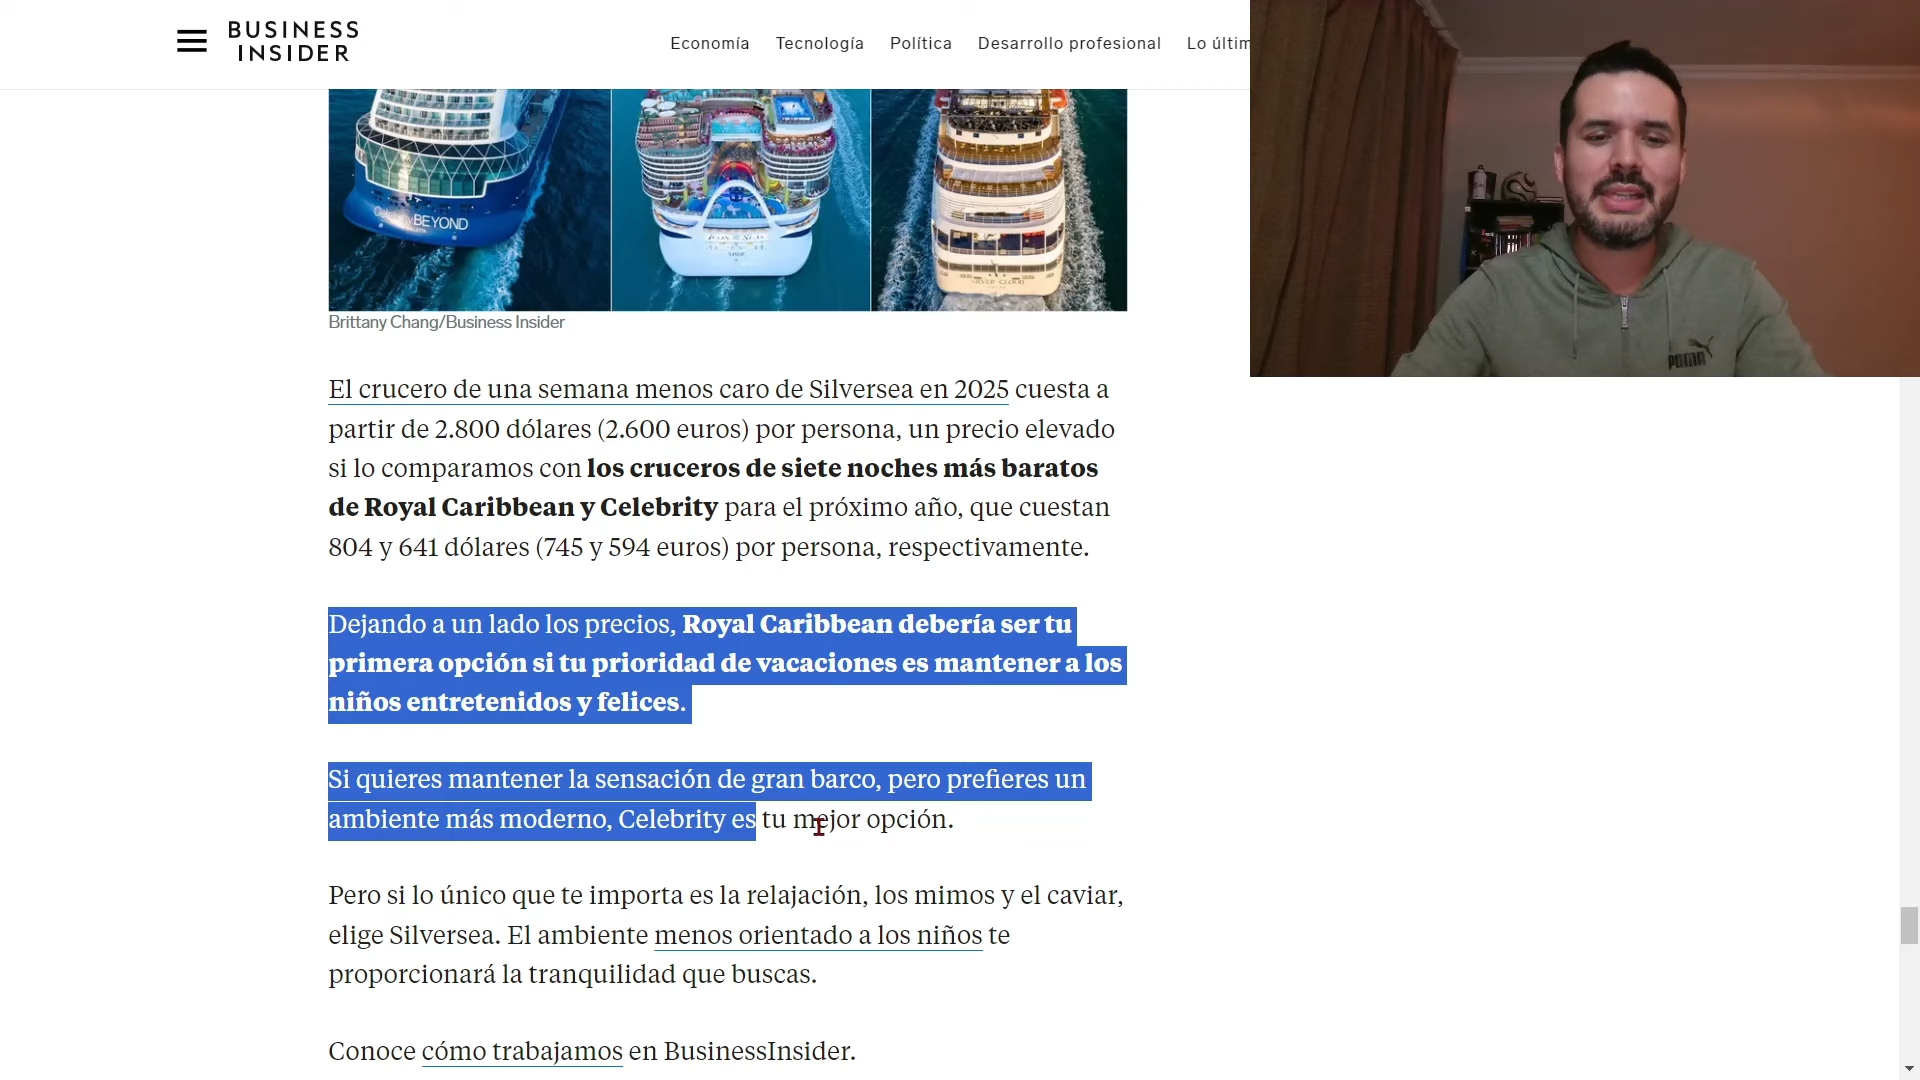 BUSINESS
INSIDER
Economía Tecnología Política Desarrollo profesional Lo últim
BEYOND
SILVER CLOUD
Brittany Chang/Business Insider
El crucero de una semana menos caro de Silversea en 2025 cuesta a
partir de 2.800 dólares (2.600 euros) por persona, un precio elevado
si lo comparamos con los cruceros de siete noches más baratos
de Royal Caribbean y Celebrity para el próximo año, que cuestan
804 y 641 dólares (745 y 594 euros) por persona, respectivamente.
Dejando a un lado los precios, Royal Caribbean debería ser tu
primera opción si tu prioridad de vacaciones es mantener a los
niños entretenidos y felices.
Si quieres mantener la sensación de gran barco, pero prefieres un
ambiente más moderno, Celebrity es tu mejor opción.
Pero si lo único que te importa es la relajación, los mimos y el caviar,
elige Silversea. El ambiente menos orientado a los niños te
proporcionará la tranquilidad que buscas.
Conoce cómo trabajamos en BusinessInsider.
PUMA